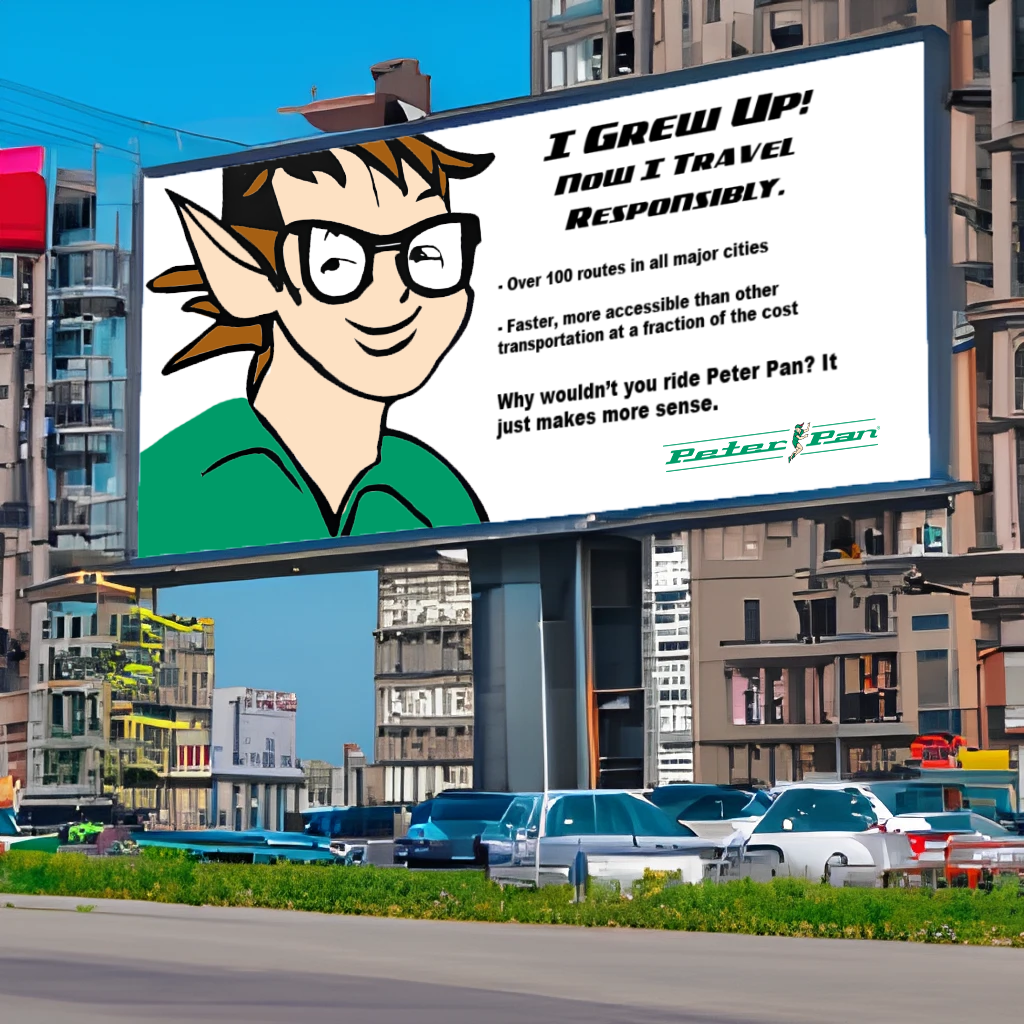 I Grew Up!
Now I Travel
Responsibly.
- Over 100 routes in all major cities
- Faster, more accessible than other
transportation at a fraction of the cost
Why wouldn't you ride Peter Pan? It
just makes more sense.
Peter Pan